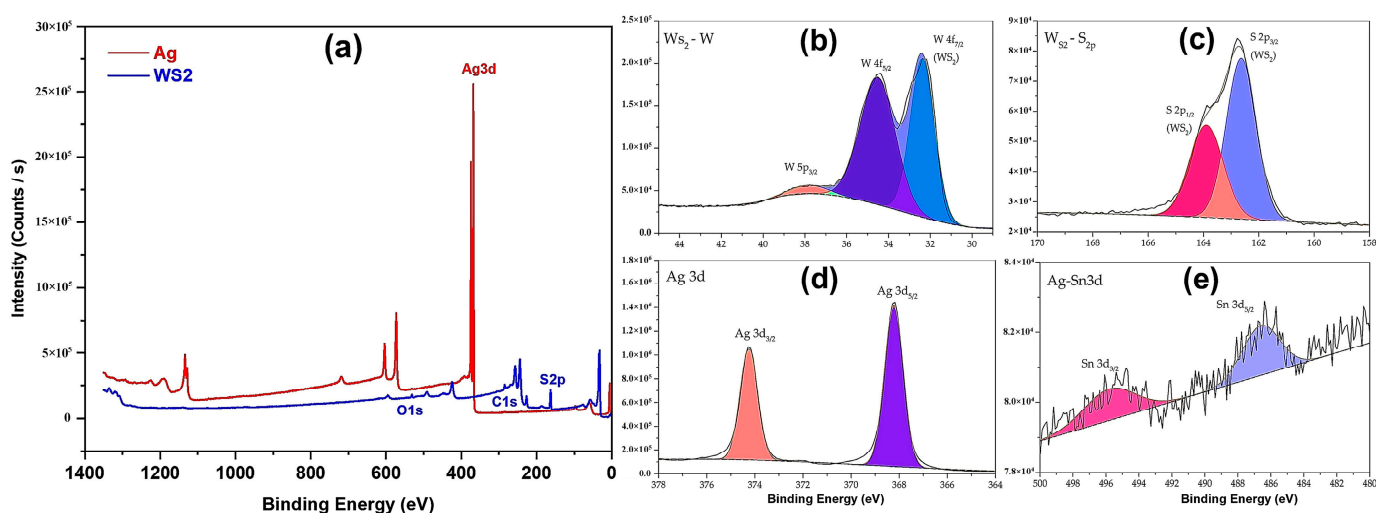 (a)
Ag
WS2
Ag3d
S2p
C1s
O1s
Intensity (Counts / s)
30×10⁵
25×10⁵
20×10⁵
15×10⁵
10×10⁵
5×10⁵
0
1400 1200 1000 800 600 400 200 0
Binding Energy (eV)
Ws₂ - W
(b)
W 4f₇/₂
(WS₂)
W 4f₅/₂
W 5p₃/₂
2.5×10⁵
2.0×10⁵
1.5×10⁵
1.0×10⁵
5.0×10⁴
0.0
44 42 40 38 36 34 32 30
W_S2 - S_2p
(c)
S 2p₃/₂
(WS₂)
S 2p₁/₂
(WS₂)
9×10⁴
8×10⁴
7×10⁴
6×10⁴
5×10⁴
4×10⁴
3×10⁴
2×10⁴
170 168 166 164 162 160 158
Ag 3d
(d)
Ag 3d₅/₂
Ag 3d₃/₂
1.8×10⁶
1.6×10⁶
1.4×10⁶
1.2×10⁶
1.0×10⁶
8.0×10⁵
6.0×10⁵
4.0×10⁵
2.0×10⁵
0.0
378 376 374 372 370 368 366 364
Binding Energy (eV)
Ag-Sn3d
(e)
Sn 3d₅/₂
Sn 3d₃/₂
8.4×10⁴
8.2×10⁴
8.0×10⁴
7.8×10⁴
500 498 496 494 492 490 488 486 484 482 480
Binding Energy (eV)